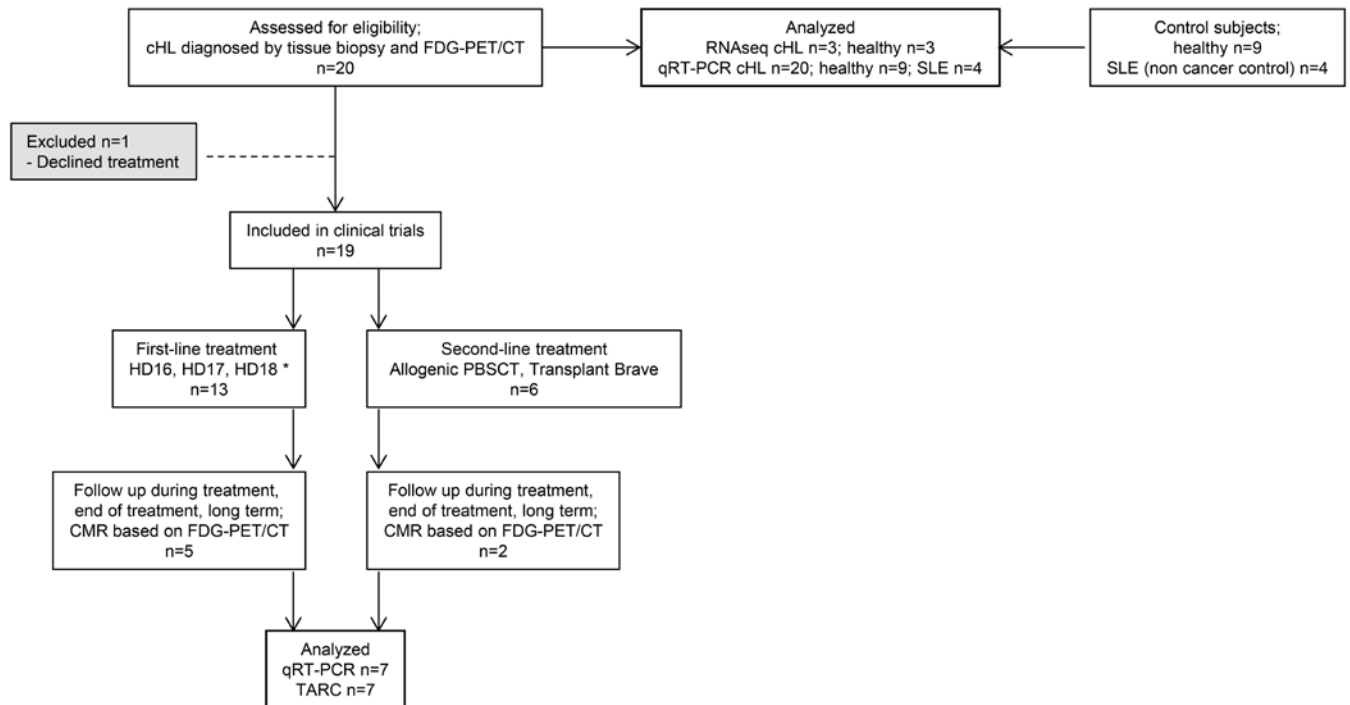 Assessed for eligibility;
cHL diagnosed by tissue biopsy and FDG-PET/CT
n=20
Analyzed
RNAseq cHL n=3; healthy n=3
qRT-PCR cHL n=20; healthy n=9; SLE n=4
Control subjects;
healthy n=9
SLE (non cancer control) n=4
Excluded n=1
- Declined treatment
Included in clinical trials
n=19
First-line treatment
HD16, HD17, HD18 *
n=13
Second-line treatment
Allogenic PBSCT, Transplant Brave
n=6
Follow up during treatment,
end of treatment, long term;
CMR based on FDG-PET/CT
n=5
Follow up during treatment,
end of treatment, long term;
CMR based on FDG-PET/CT
n=2
Analyzed
qRT-PCR n=7
TARC n=7